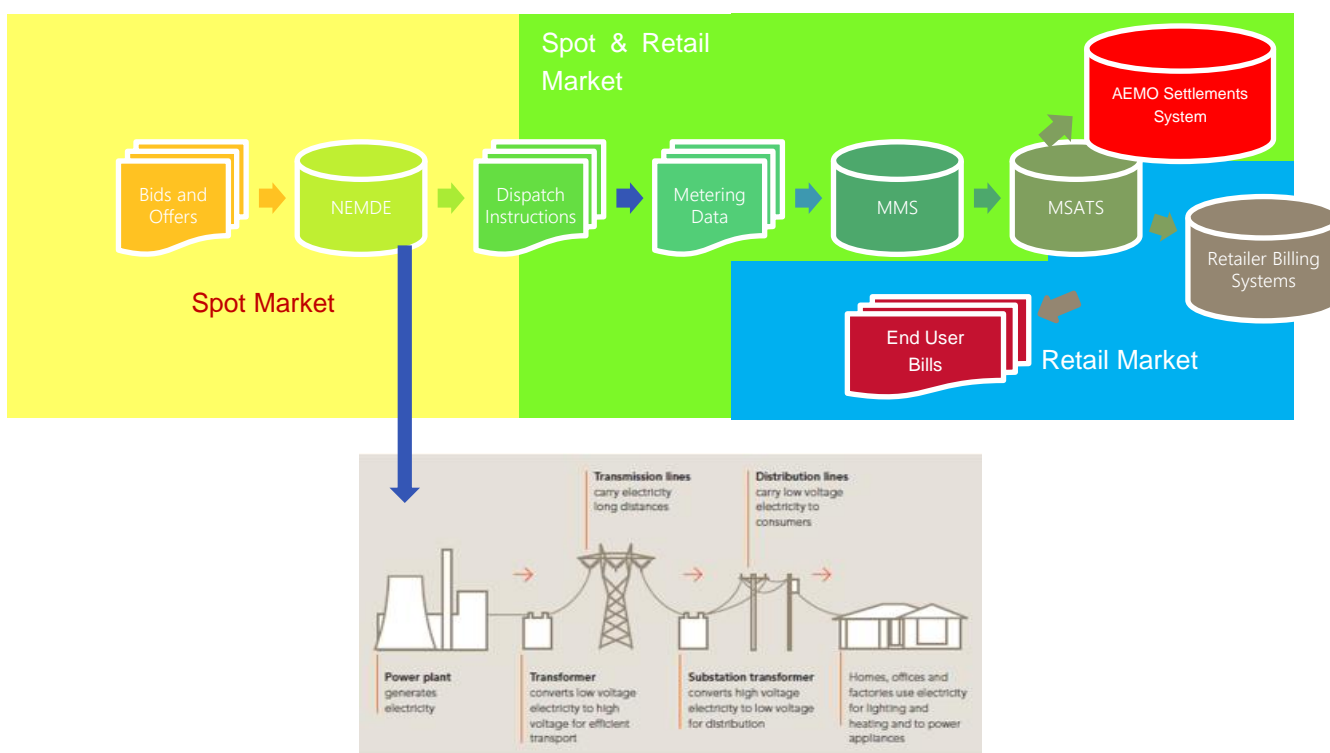 Spot & Retail
Market
AEMO Settlements
System
Bids and
Offers
NEMDE
Dispatch
Instructions
Metering
Data
MMS
MSATS
Retailer Billing
Systems
Spot Market
End User
Bills
Retail Market
Transmission lines
carry electricity
long distances
Distribution lines
carry low voltage
electricity to
consumers
Power plant
generates
electricity
Transformer
converts low voltage
electricity to high
voltage for efficient
transport
Substation transformer
converts high voltage
electricity to low voltage
for distribution
Homes, offices and
factories use electricity
for lighting and
heating and to power
appliances